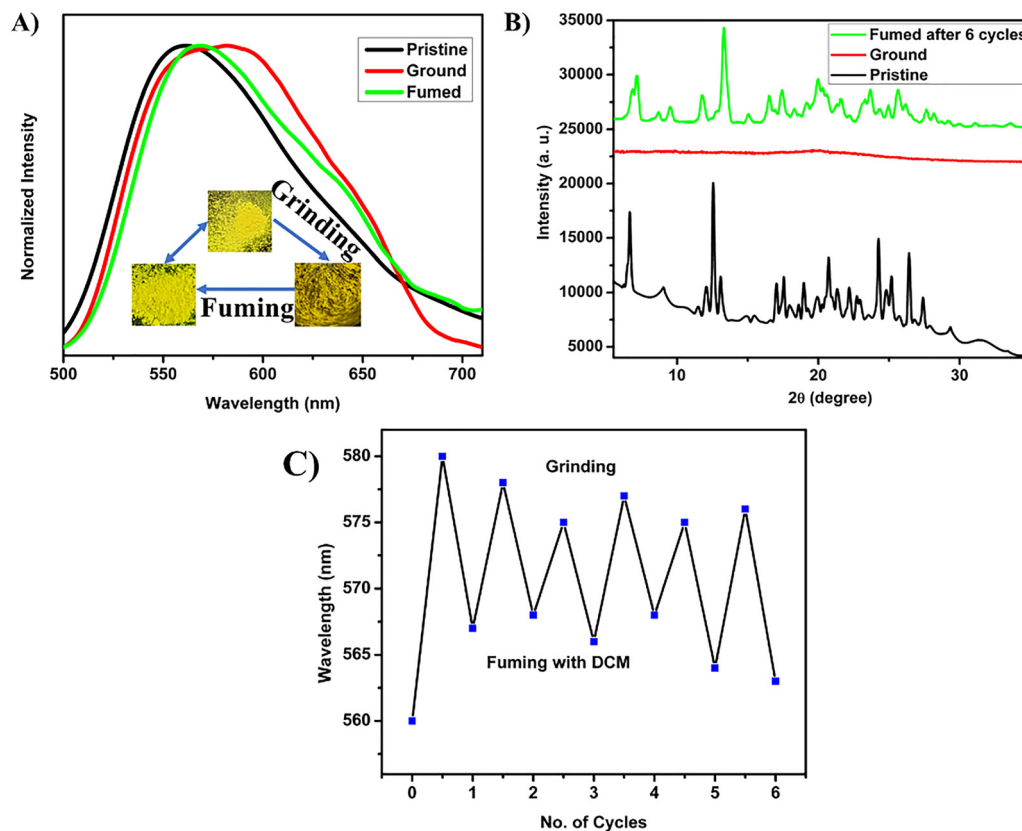 A)
Pristine
Ground
Fumed
Normalized Intensity
Grinding
Fuming
500 550 600 650 700
Wavelength (nm)
B)
Fumed after 6 cycles
Ground
Pristine
35000
30000
25000
20000
15000
10000
5000
Intensity (a. u.)
10 20 30
2θ (degree)
C)
Grinding
Fuming with DCM
580
575
570
565
560
Wavelength (nm)
0 1 2 3 4 5 6
No. of Cycles